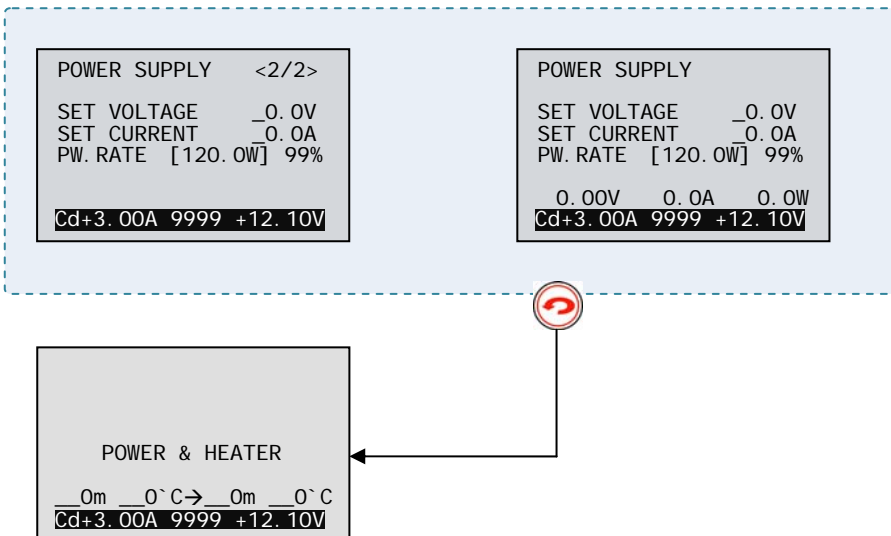 POWER SUPPLY <2/2>
SET VOLTAGE _0.0V
SET CURRENT _0.0A
PW.RATE [120.0W] 99%
Cd+3.00A 9999 +12.10V
POWER SUPPLY
SET VOLTAGE _0.0V
SET CURRENT _0.0A
PW.RATE [120.0W] 99%
0.00V 0.0A 0.0W
Cd+3.00A 9999 +12.10V
POWER & HEATER
__0m __0`C→__0m __0`C
Cd+3.00A 9999 +12.10V